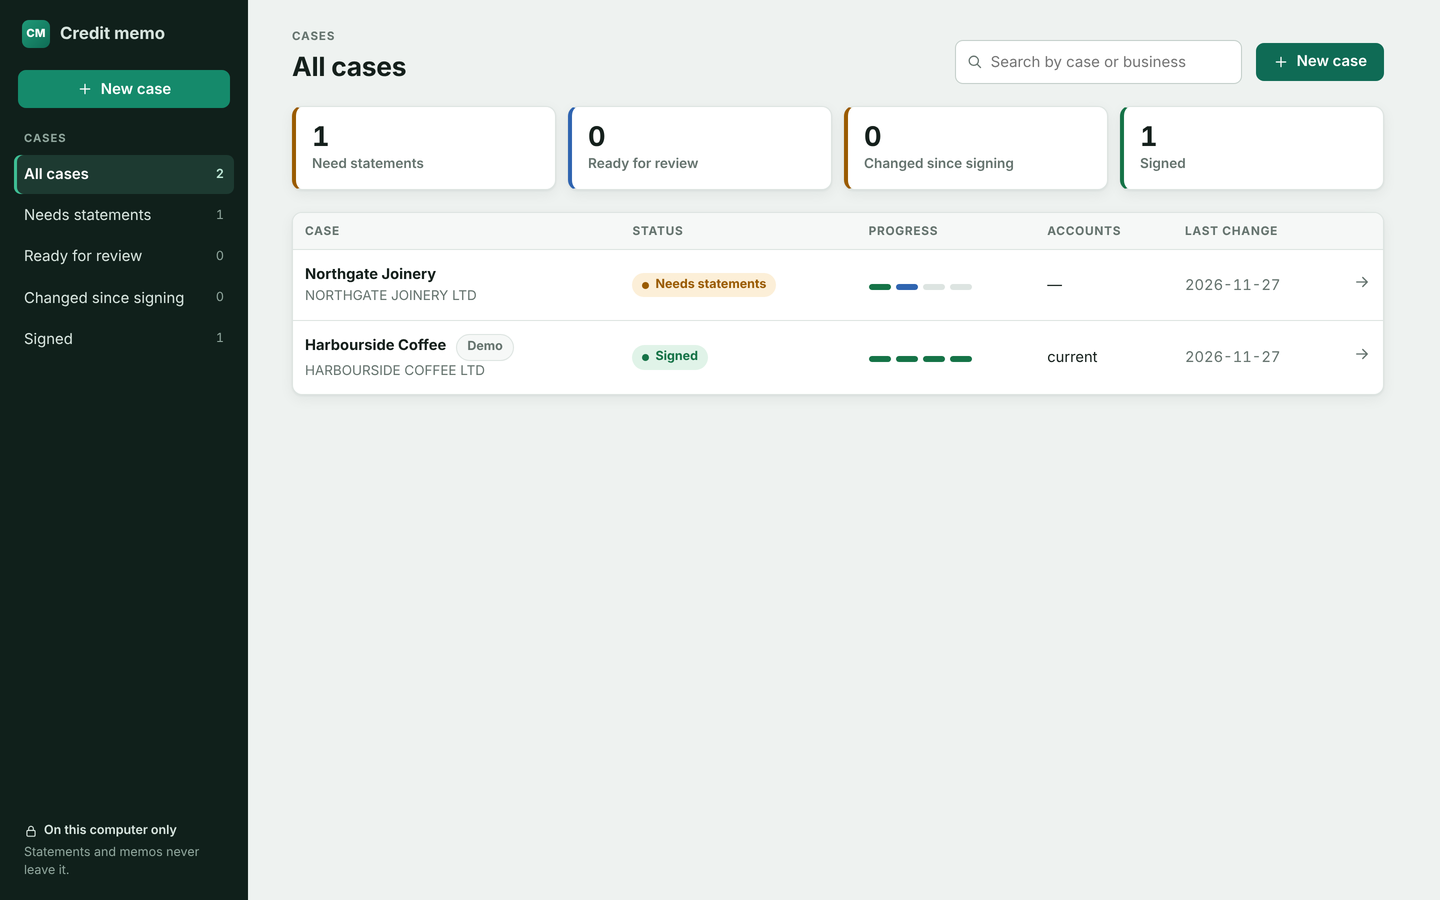 CM Credit memo
+ New case
CASES
All cases 2
Needs statements 1
Ready for review 0
Changed since signing 0
Signed 1
On this computer only
Statements and memos never
leave it.
CASES
All cases
Search by case or business
+ New case
1
Need statements
0
Ready for review
0
Changed since signing
1
Signed
CASE STATUS PROGRESS ACCOUNTS LAST CHANGE
Northgate Joinery
NORTHGATE JOINERY LTD
Needs statements
—
2026-11-27
Harbourside Coffee Demo
HARBOURSIDE COFFEE LTD
Signed
current
2026-11-27